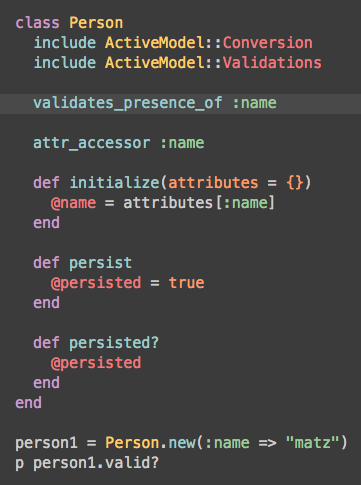 class Person
  include ActiveModel::Conversion
  include ActiveModel::Validations

  validates_presence_of :name

  attr_accessor :name

  def initialize(attributes = {})
    @name = attributes[:name]
  end

  def persist
    @persisted = true
  end

  def persisted?
    @persisted
  end
end

person1 = Person.new(:name => "matz")
p person1.valid?